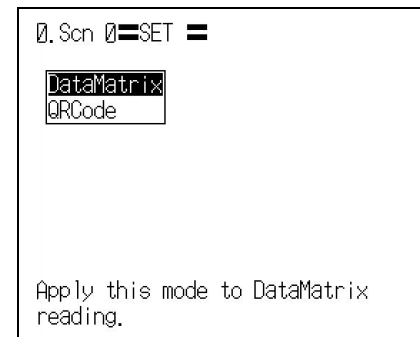 0.Scn 0=SET =
DataMatrix
QRCode
Apply this mode to DataMatrix
reading.